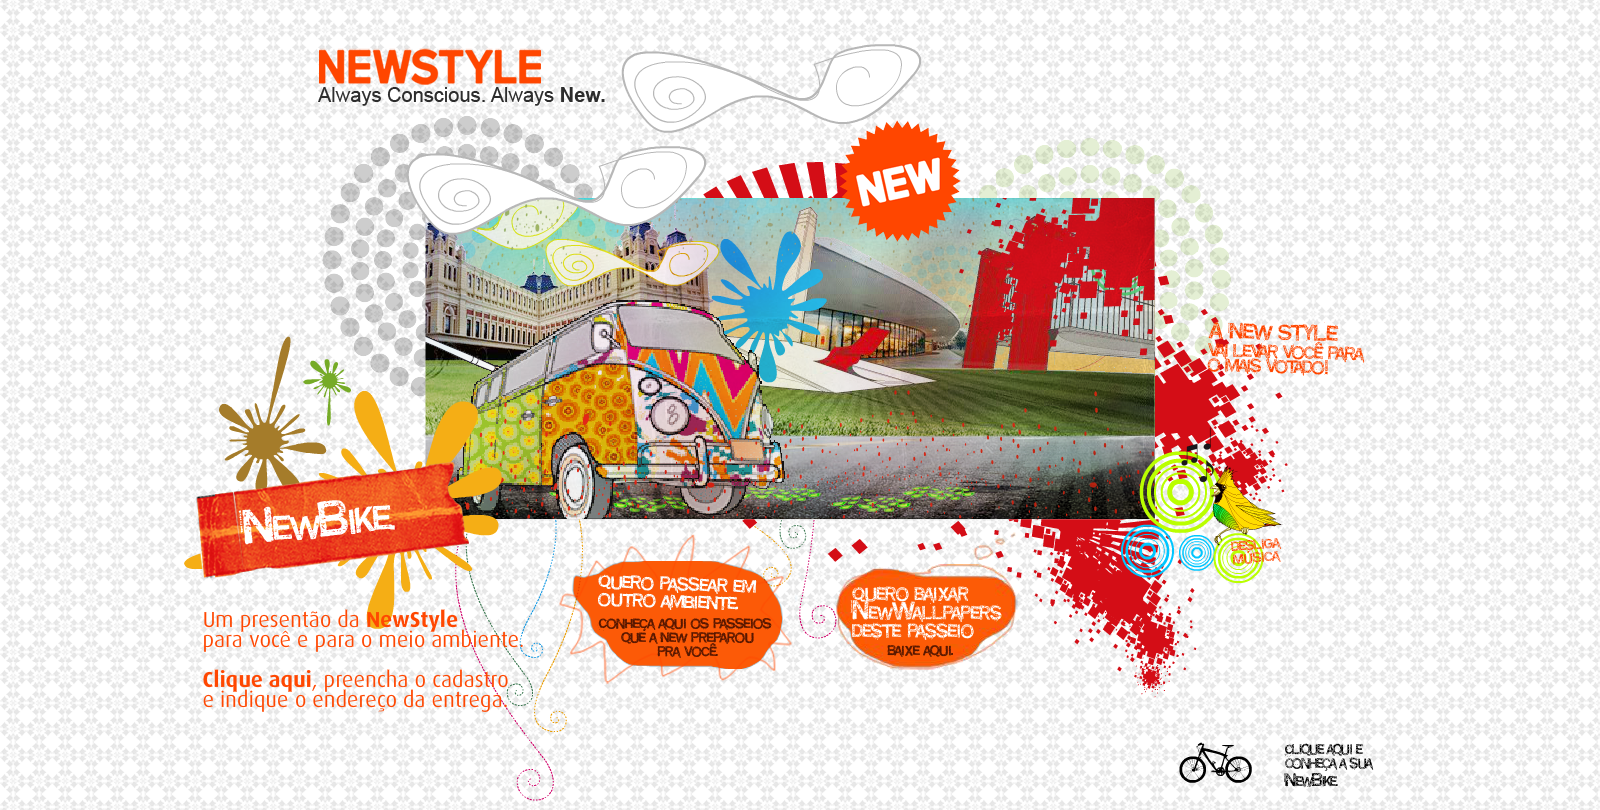 NEWSTYLE
Always Conscious. Always New.
NEW
A NEW STYLE
VAI LEVAR VOCÊ PARA
O MAIS VOTADO!
NEWBIKE
DESLIGA
MÚSICA
QUERO PASSEAR EM
OUTRO AMBIENTE
CONHEÇA AQUI OS PASSEIOS
QUE A NEW PREPAROU
PRA VOCÊ.
QUERO BAIXAR
NEWWALLPAPERS
DESTE PASSEIO
BAIXE AQUI.
Um presentão da NewStyle
para você e para o meio ambiente.
Clique aqui, preencha o cadastro
e indique o endereço da entrega.
CLIQUE AQUI E
CONHEÇA A SUA
NEWBIKE